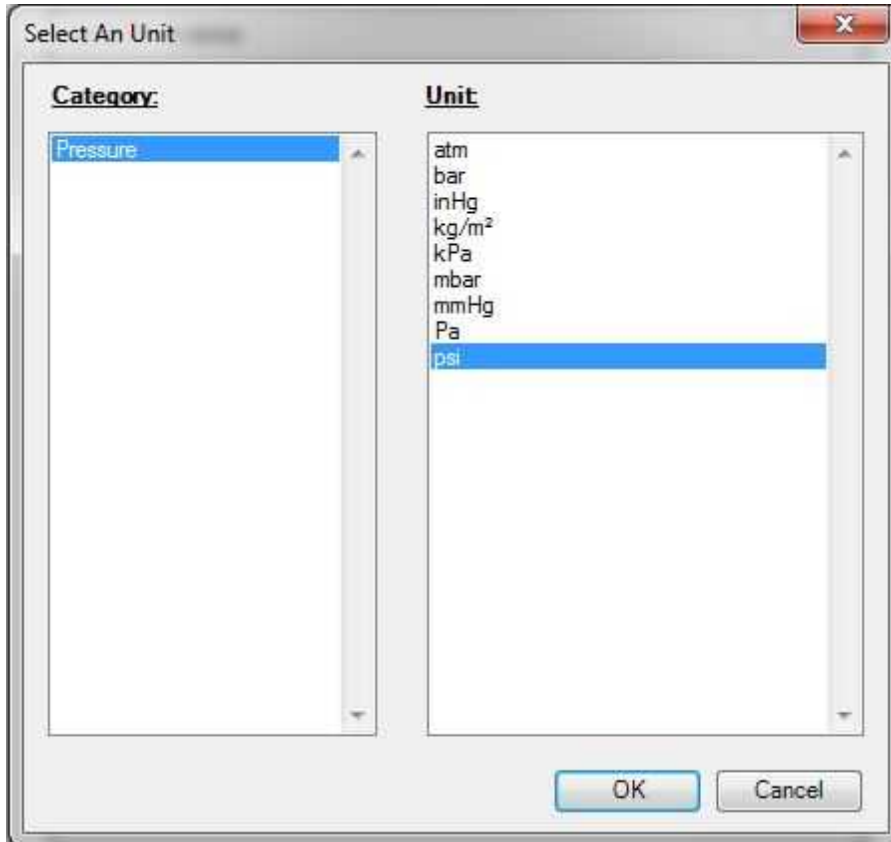 Select An Unit
Category:
Unit:
Pressure
atm
bar
inHg
kg/m²
kPa
mbar
mmHg
Pa
psi
OK
Cancel